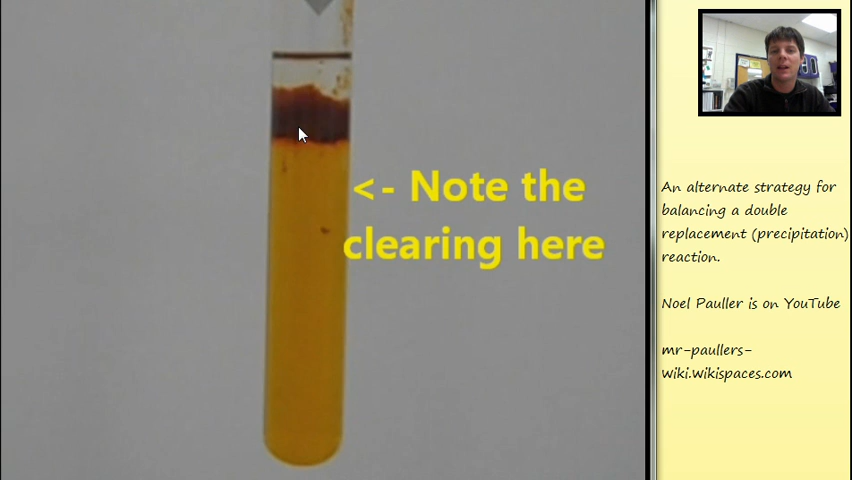 <- Note the
clearing here
An alternate strategy for
balancing a double
replacement (precipitation)
reaction.
Noel Pauller is on YouTube
mr-paullers-
wiki.wikispaces.com